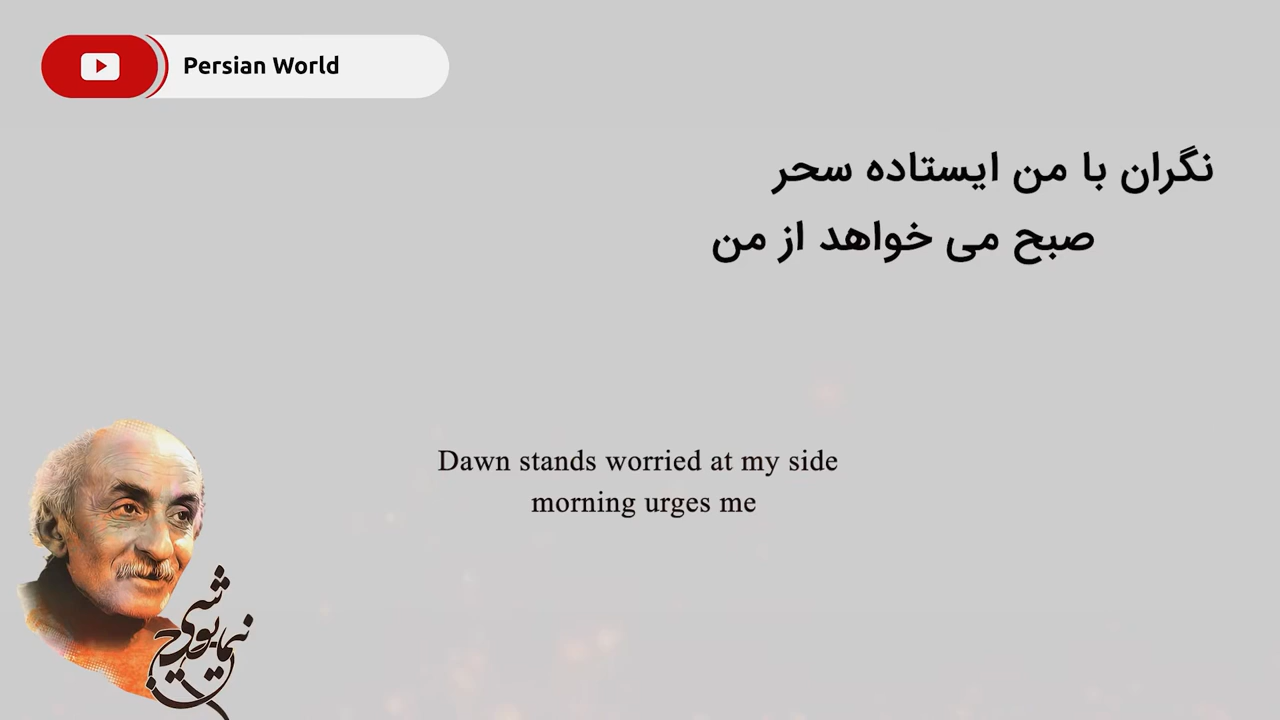 Persian World
نگران با من ایستاده سحر
صبح می خواهد از من
Dawn stands worried at my side
morning urges me
نیما یوشیج